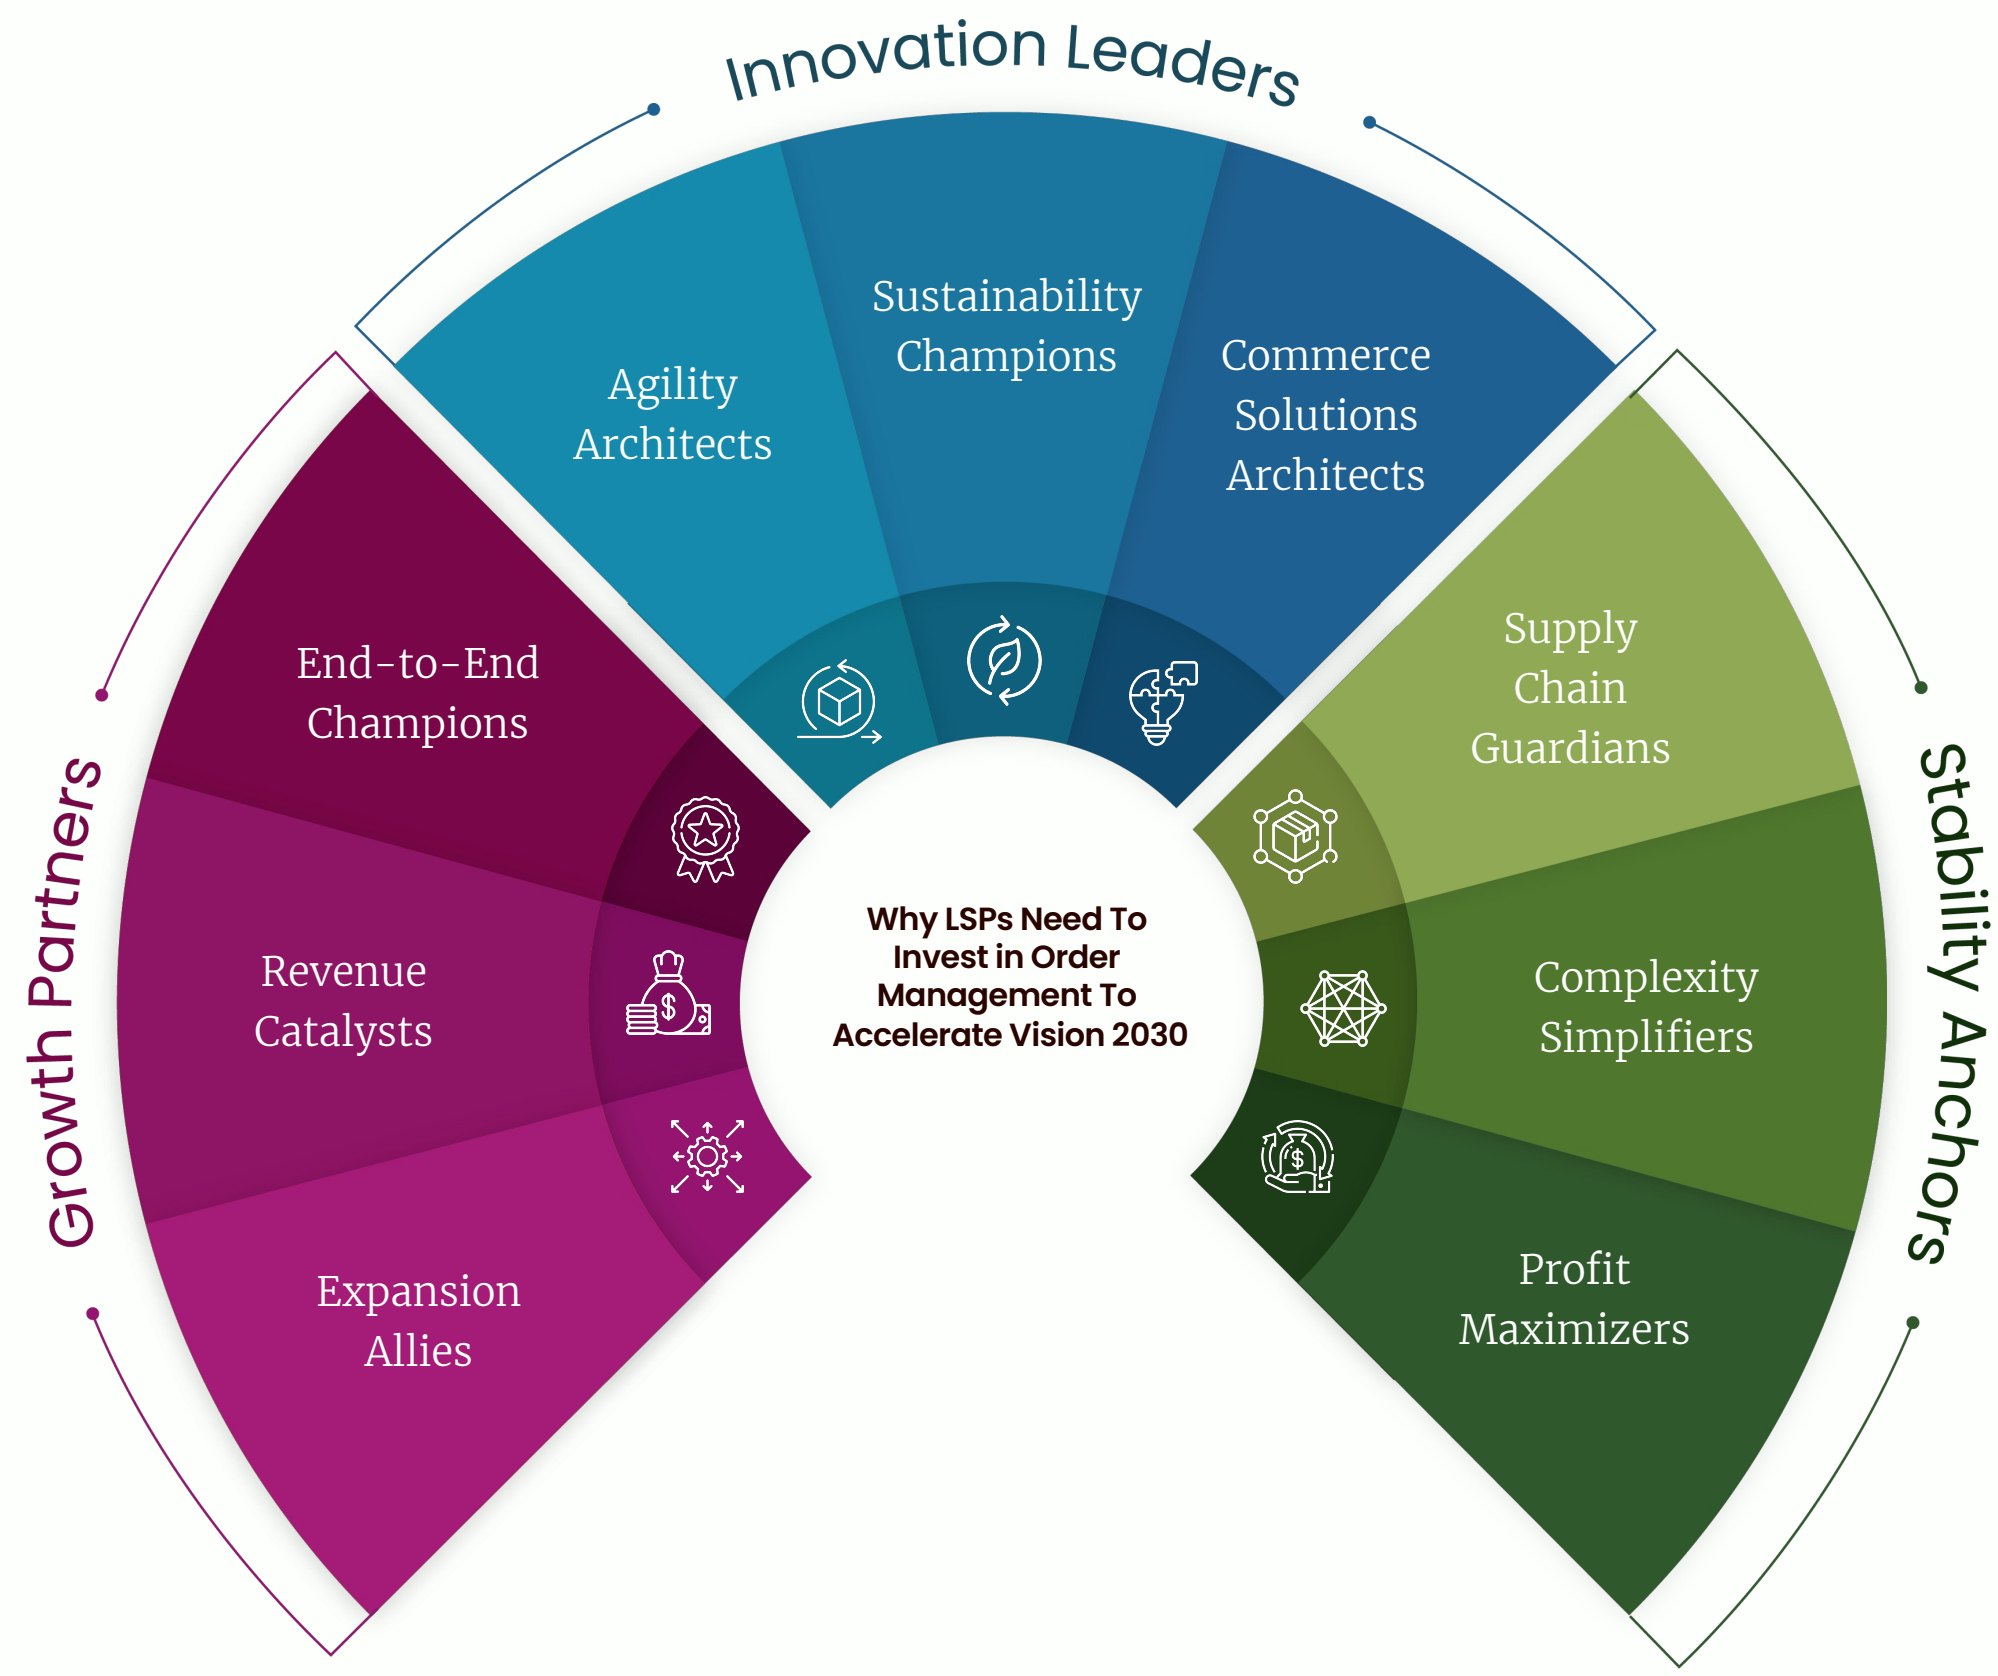 Innovation Leaders
Agility
Architects
Sustainability
Champions
Commerce
Solutions
Architects
Growth Partners
End-to-End
Champions
Revenue
Catalysts
Expansion
Allies
Why LSPs Need To
Invest in Order
Management To
Accelerate Vision 2030
Stability Anchors
Supply
Chain
Guardians
Complexity
Simplifiers
Profit
Maximizers
$
$